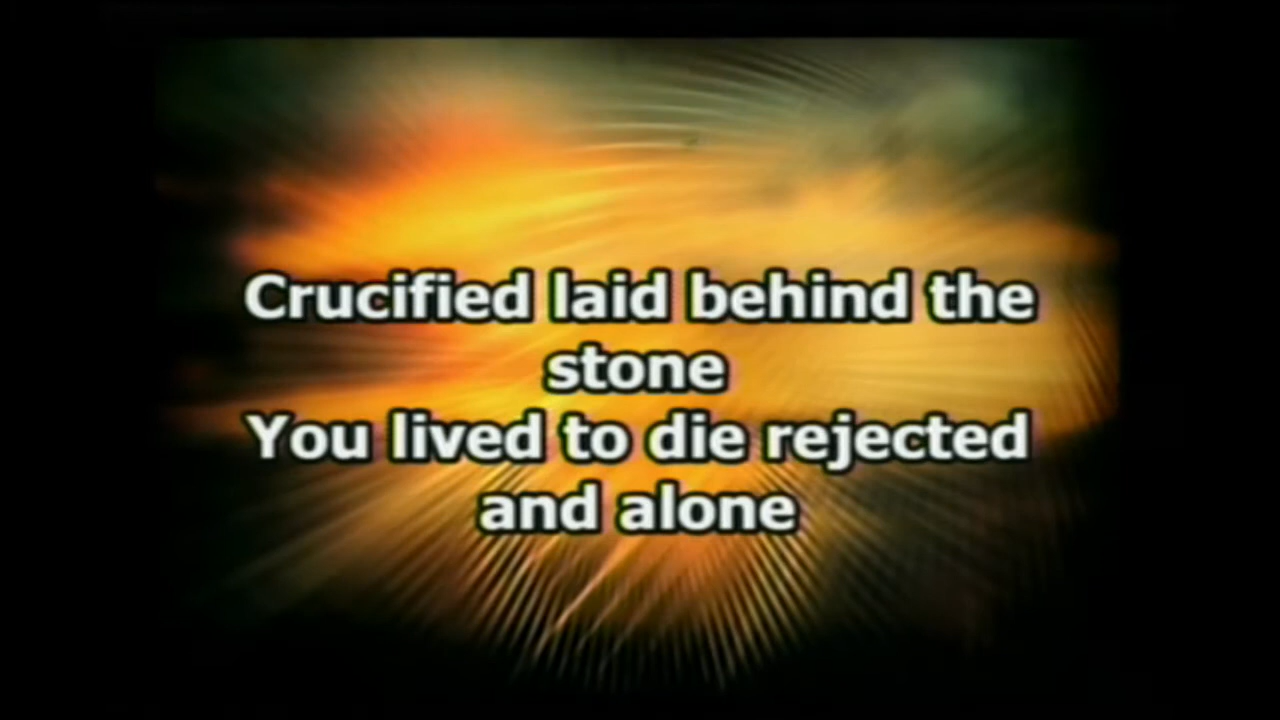 Crucified laid behind the
stone
You lived to die rejected
and alone